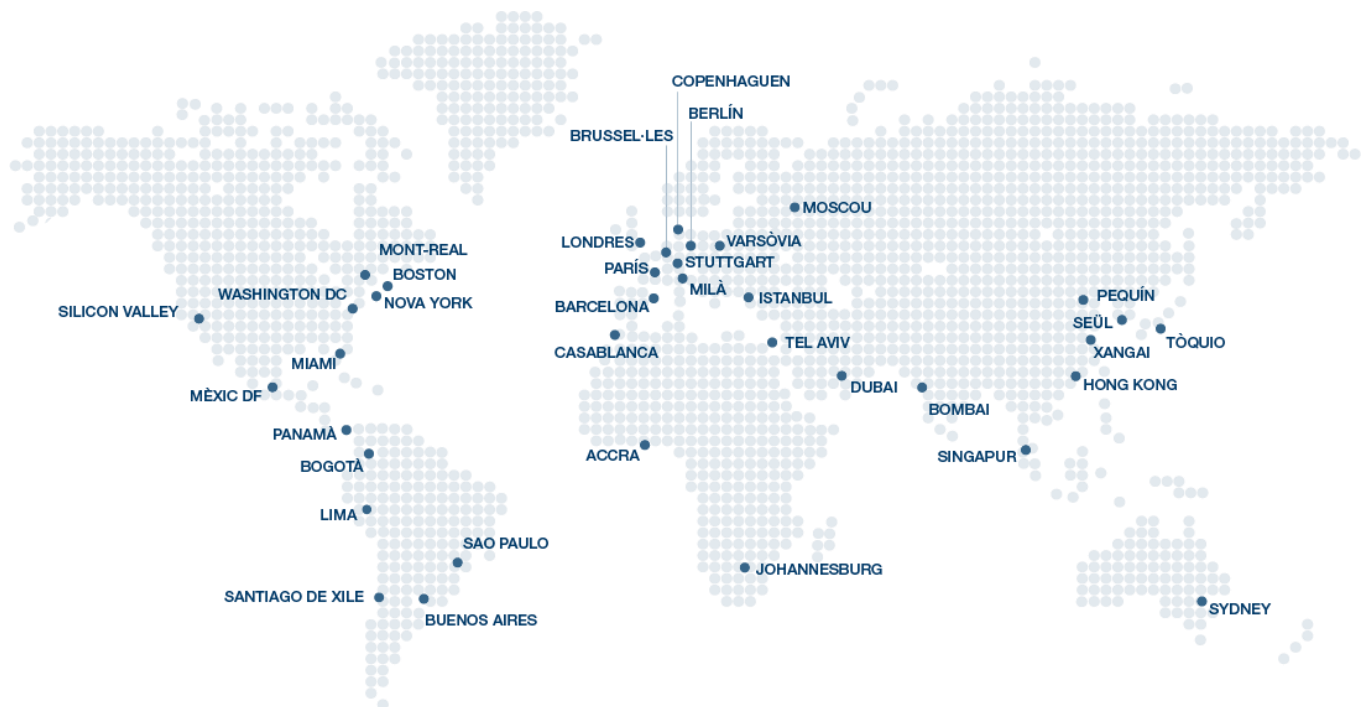 COPENHAGUEN
BERLÍN
BRUSSEL·LES
MOSCOU
LONDRES
VARSÒVIA
MONT-REAL
STUTTGART
PARÍS
BOSTON
MILÀ
WASHINGTON DC
NOVA YORK
ISTANBUL
PEQUÍN
BARCELONA
SILICON VALLEY
SEÜL
TÒQUIO
TEL AVIV
CASABLANCA
XANGAI
MIAMI
DUBAI
HONG KONG
MÈXIC DF
BOMBAI
PANAMÀ
ACCRA
SINGAPUR
BOGOTÀ
LIMA
SAO PAULO
JOHANNESBURG
SANTIAGO DE XILE
SYDNEY
BUENOS AIRES